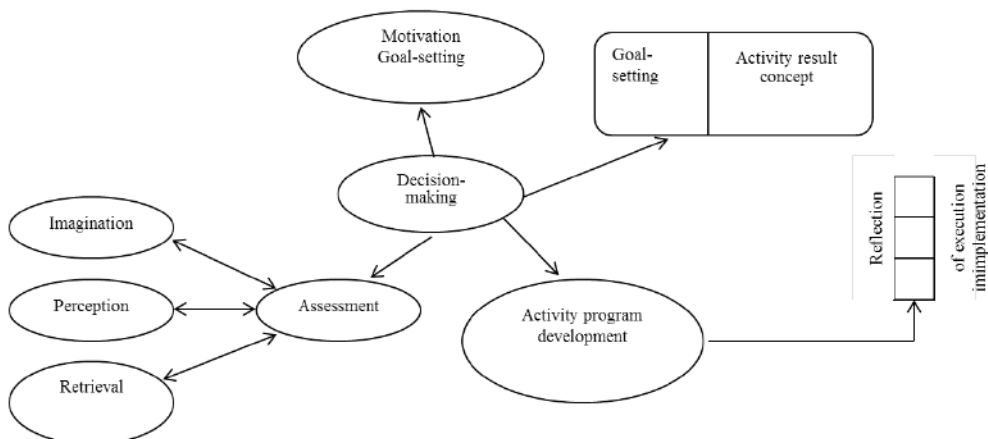 Motivation
Goal-setting
Goal-
setting
Activity result
concept
Decision-
making
Imagination
Perception
Retrieval
Assessment
Activity program
development
Reflection
of execution
imimplementation